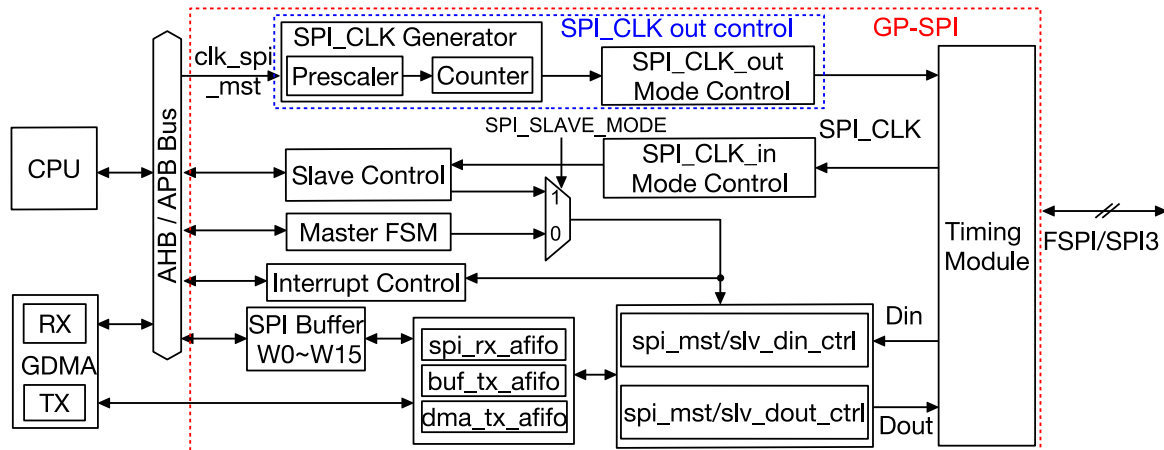 SPI_CLK Generator
SPI_CLK out control
GP-SPI
clk_spi
_mst
Prescaler
Counter
SPI_CLK_out
Mode Control
SPI_SLAVE_MODE
SPI_CLK
CPU
AHB / APB Bus
Slave Control
1
SPI_CLK_in
Mode Control
Master FSM
0
Timing
Module
FSPI/SPI3
Interrupt Control
RX
GDMA
TX
SPI Buffer
W0~W15
spi_rx_afifo
buf_tx_afifo
dma_tx_afifo
spi_mst/slv_din_ctrl
spi_mst/slv_dout_ctrl
Din
Dout